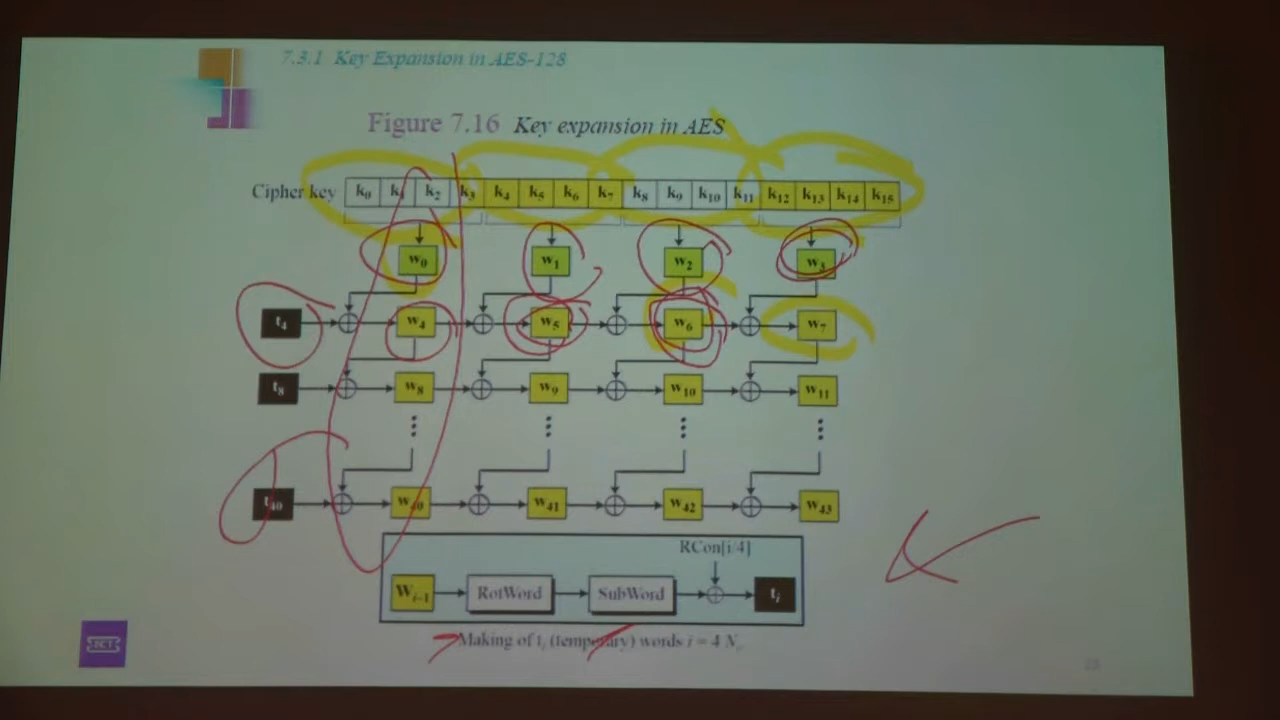 7.3.1 Key Expansion in AES-128
Figure 7.16 Key expansion in AES
Cipher key k0 k1 k2 k3 k4 k5 k6 k7 k8 k9 k10 k11 k12 k13 k14 k15
w0 w1 w2 w3
t4 w4 w5 w6 w7
t8 w8 w9 w10 w11
t40 w40 w41 w42 w43
RCon[i/4]
Wi-1 RotWord SubWord ti
Making of ti (temporary) words i = 4 Nr